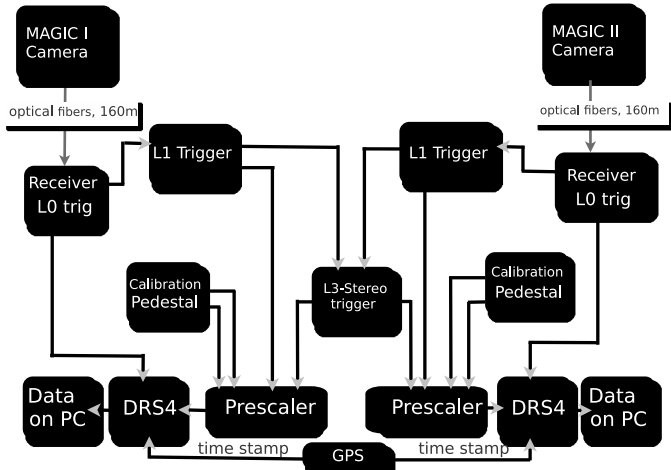 MAGIC I
Camera
MAGIC II
Camera
optical fibers, 160m
optical fibers, 160m
L1 Trigger
L1 Trigger
Receiver
L0 trig
Receiver
L0 trig
Calibration
Pedestal
L3-Stereo
trigger
Calibration
Pedestal
Data
on PC
DRS4
Prescaler
Prescaler
DRS4
Data
on PC
time stamp
GPS
time stamp